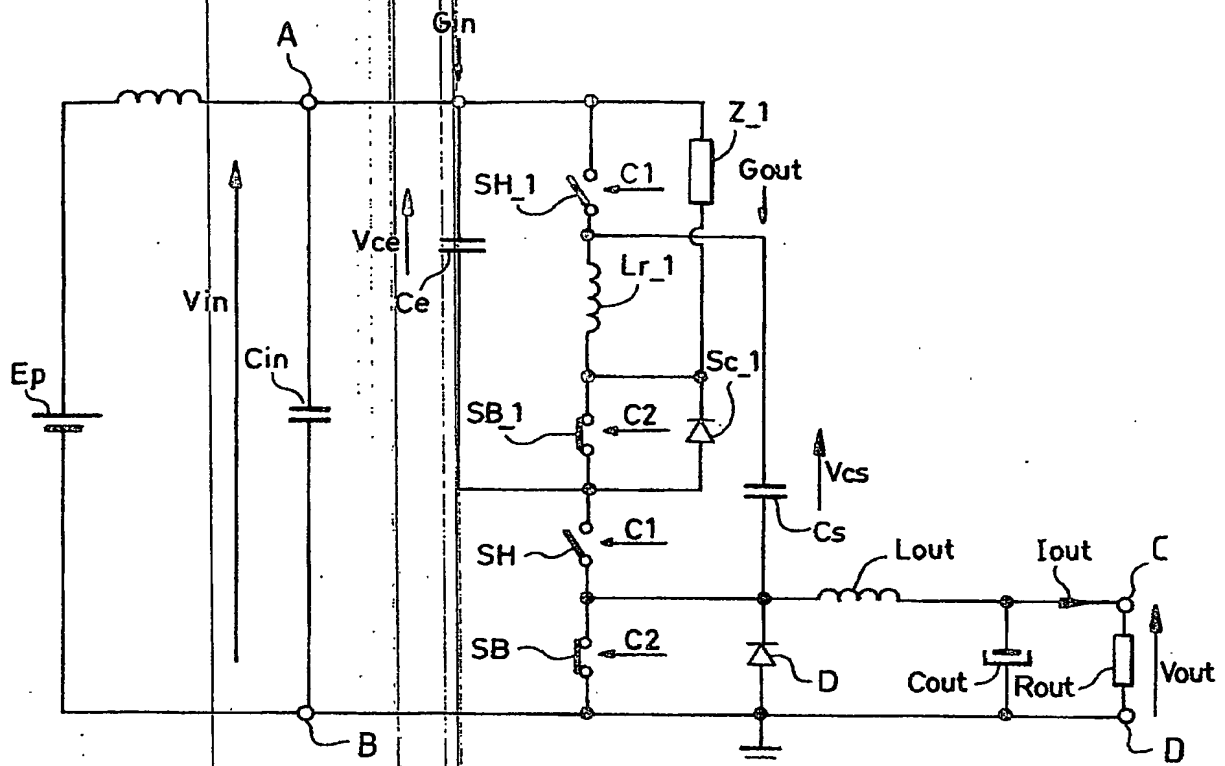 Gin
A
Z_1
C1
Gout
SH_1
Vce
Lr_1
Vin
Ce
Cin
Sc_1
Ep
SB_1
C2
Vcs
Cs
C1
SH
Lout
Iout
C
SB
C2
D
Cout
Rout
Vout
B
D